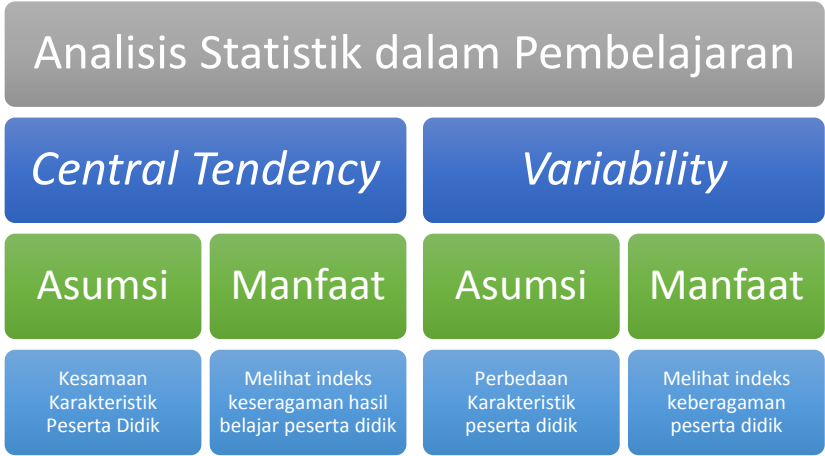 Analisis Statistik dalam Pembelajaran
Central Tendency
Variability
Asumsi
Manfaat
Asumsi
Manfaat
Kesamaan
Karakteristik
Peserta Didik
Melihat indeks
keseragaman hasil
belajar peserta didik
Perbedaan
Karakteristik
peserta didik
Melihat indeks
keberagaman
peserta didik